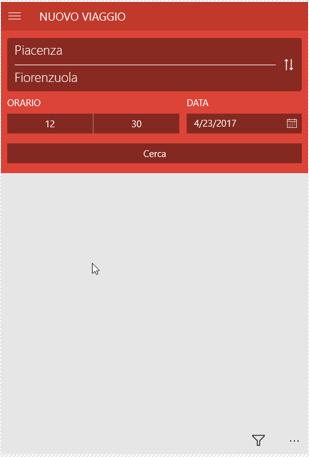 NUOVO VIAGGIO
Piacenza
Fiorenzuola
ORARIO DATA
12 30 4/23/2017
Cerca